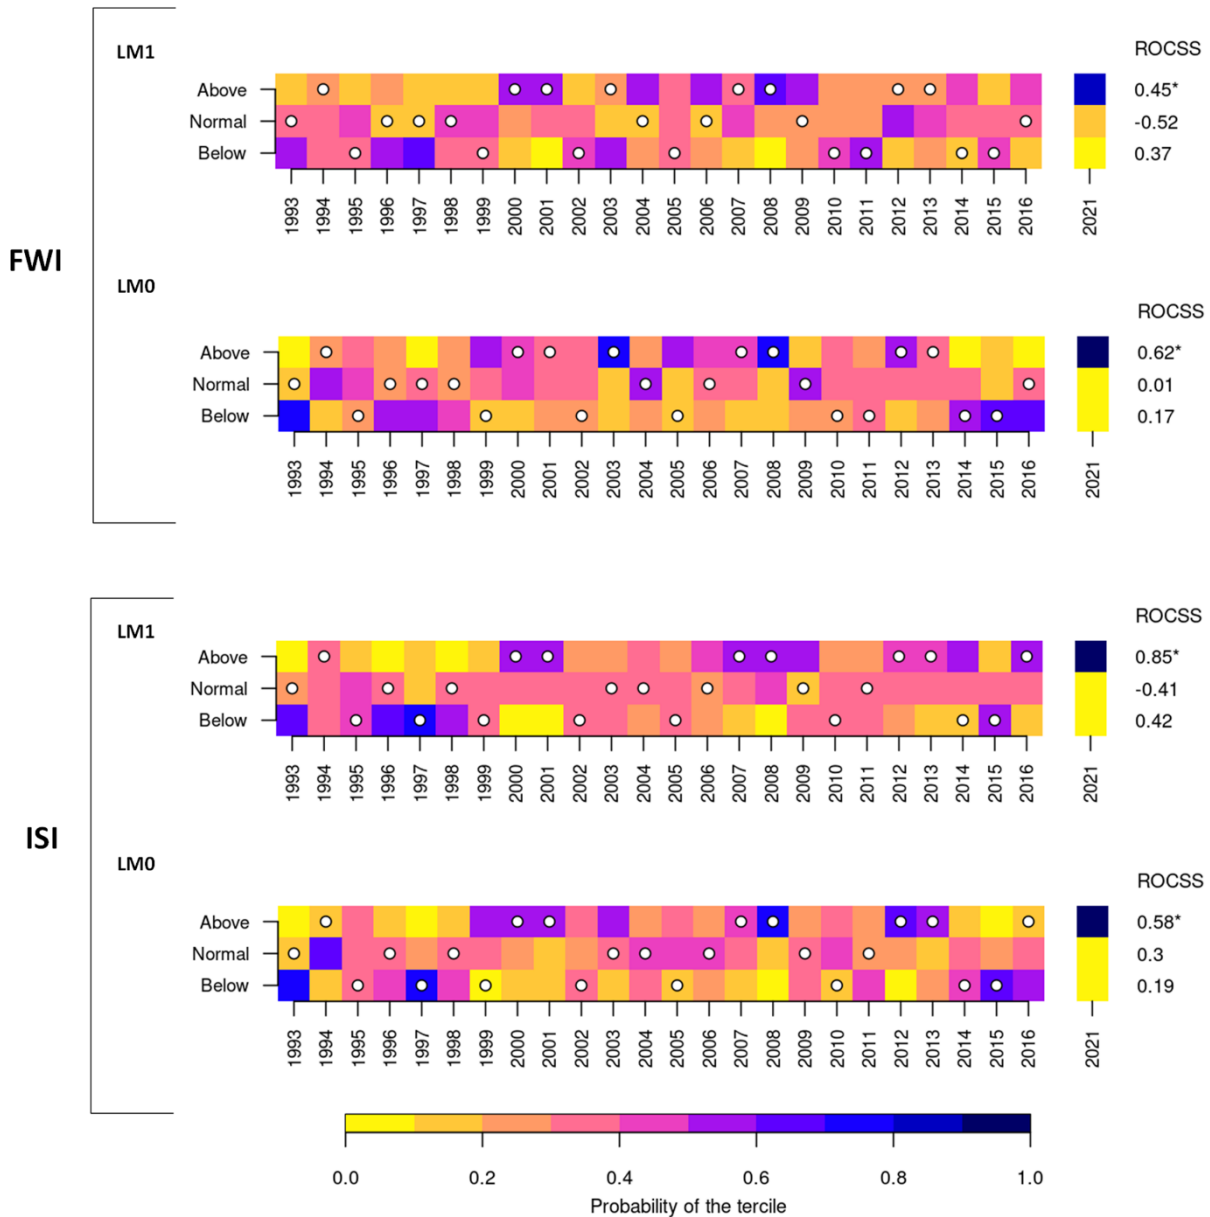 FWI
LM1
ROCSS
Above 0.45*
Normal -0.52
Below 0.37
1993 1994 1995 1996 1997 1998 1999 2000 2001 2002 2003 2004 2005 2006 2007 2008 2009 2010 2011 2012 2013 2014 2015 2016 2021
LM0
ROCSS
Above 0.62*
Normal 0.01
Below 0.17
1993 1994 1995 1996 1997 1998 1999 2000 2001 2002 2003 2004 2005 2006 2007 2008 2009 2010 2011 2012 2013 2014 2015 2016 2021
ISI
LM1
ROCSS
Above 0.85*
Normal -0.41
Below 0.42
1993 1994 1995 1996 1997 1998 1999 2000 2001 2002 2003 2004 2005 2006 2007 2008 2009 2010 2011 2012 2013 2014 2015 2016 2021
LM0
ROCSS
Above 0.58*
Normal 0.3
Below 0.19
1993 1994 1995 1996 1997 1998 1999 2000 2001 2002 2003 2004 2005 2006 2007 2008 2009 2010 2011 2012 2013 2014 2015 2016 2021
0.0 0.2 0.4 0.6 0.8 1.0
Probability of the tercile